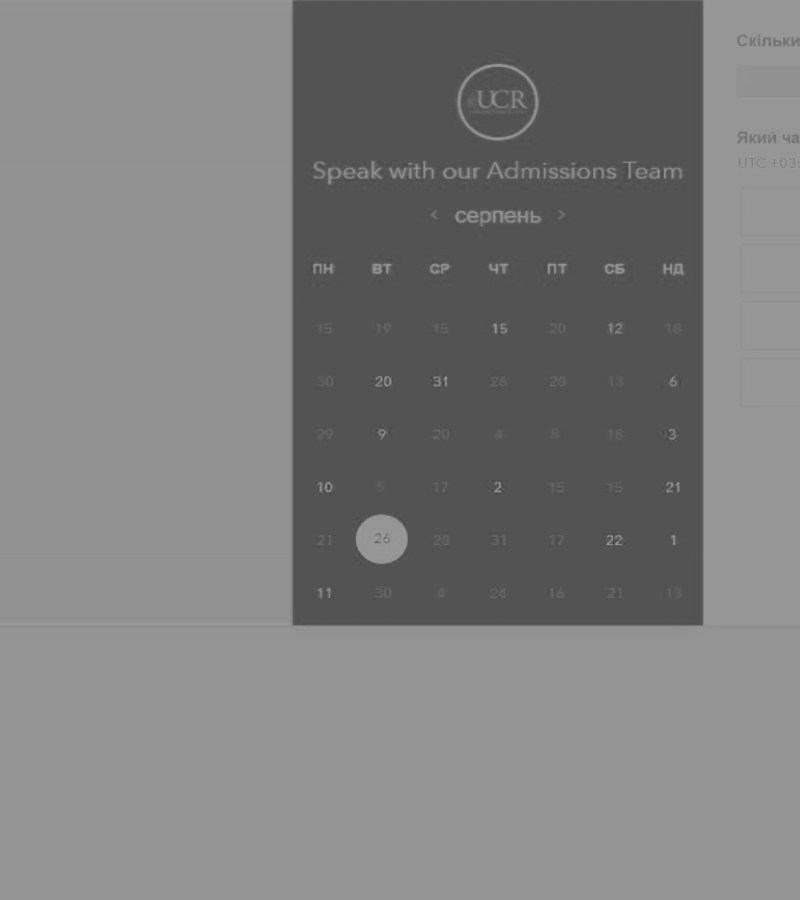 UCR
Speak with our Admissions Team
‹ серпень ›
ПН ВТ СР ЧТ ПТ СБ НД
15 19 15 15 20 12 18
30 20 31 26 28 13 6
29 9 20 4 5 18 3
10 5 17 2 15 15 21
21 26 28 31 17 22 1
11 30 4 24 16 21 13
Скільки
Який ча
UTC +03: